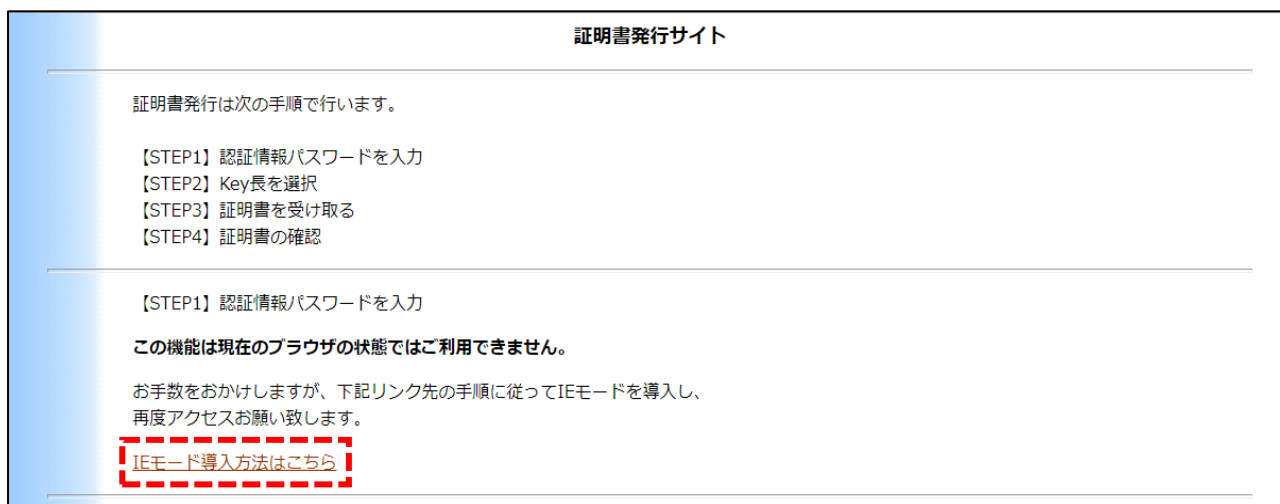 証明書発行サイト
証明書発行は次の手順で行います。
【STEP1】認証情報パスワードを入力
【STEP2】Key長を選択
【STEP3】証明書を受け取る
【STEP4】証明書の確認
【STEP1】認証情報パスワードを入力
この機能は現在のブラウザの状態ではご利用できません。
お手数をおかけしますが、下記リンク先の手順に従ってIEモードを導入し、
再度アクセスお願い致します。
IEモード導入方法はこちら